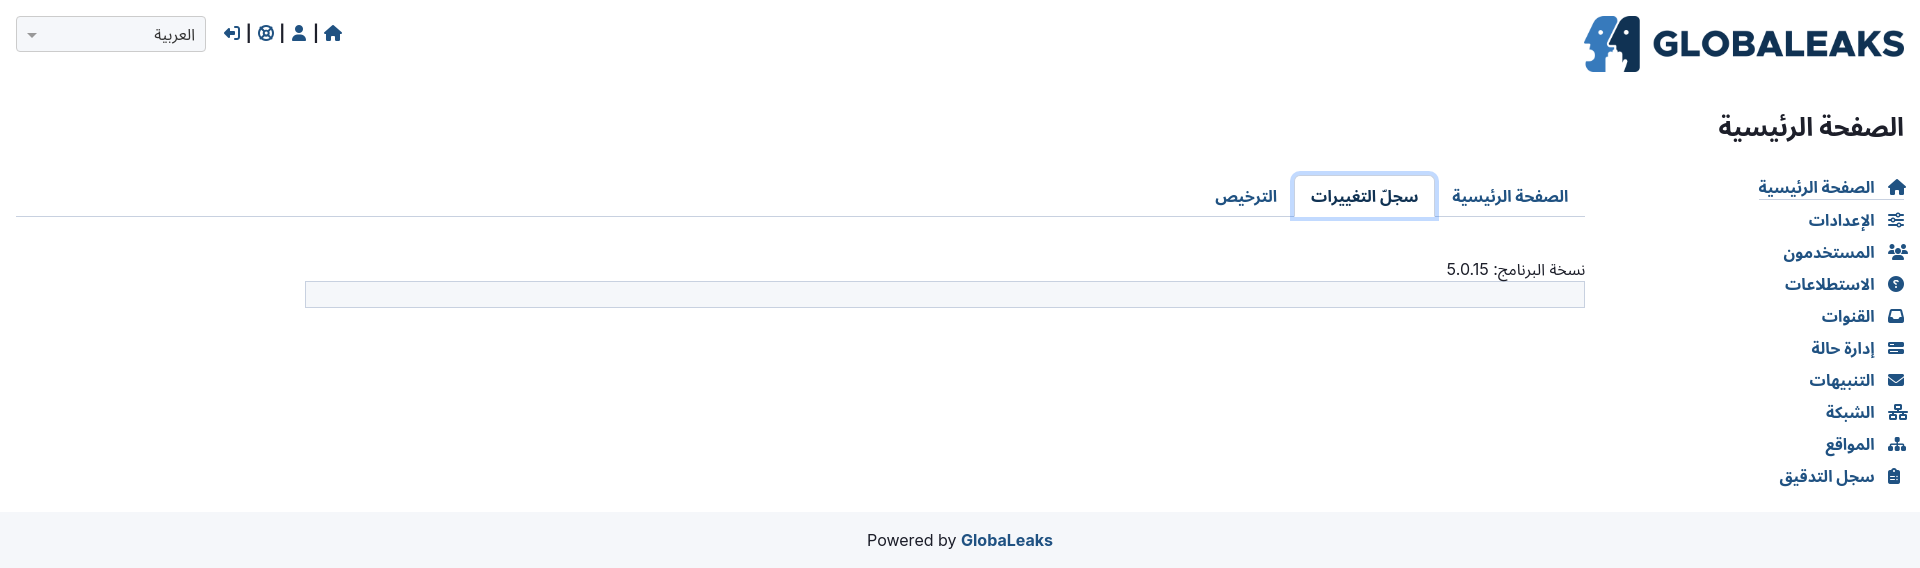 GLOBALEAKS
العربية
الصفحة الرئيسية
الصفحة الرئيسية
الإعدادات
المستخدمون
الاستطلاعات
القنوات
إدارة حالة
التنبيهات
الشبكة
المواقع
سجل التدقيق
الصفحة الرئيسية
سجلّ التغييرات
الترخيص
نسخة البرنامج: 5.0.15
Powered by GlobaLeaks